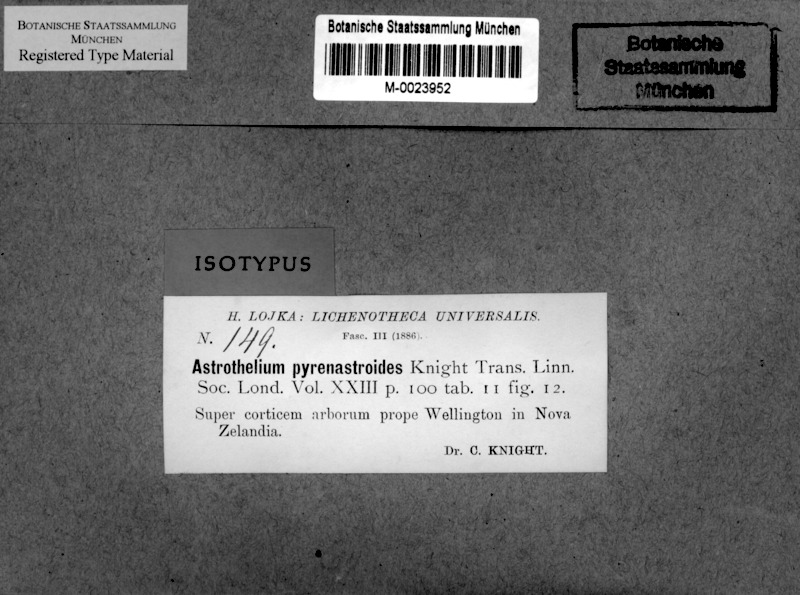 BOTANISCHE STAATSSAMMLUNG
MÜNCHEN
Registered Type Material
Botanische Staatssammlung München
M-0023952
Botanische
Staatssammlung
München
ISOTYPUS
H. LOJKA: LICHENOTHECA UNIVERSALIS.
N. 149.
Fasc. III (1886).
Astrothelium pyrenastroides Knight Trans. Linn.
Soc. Lond. Vol. XXIII p. 100 tab. 11 fig. 12.
Super corticem arborum prope Wellington in Nova
Zelandia.
Dr. C. KNIGHT.